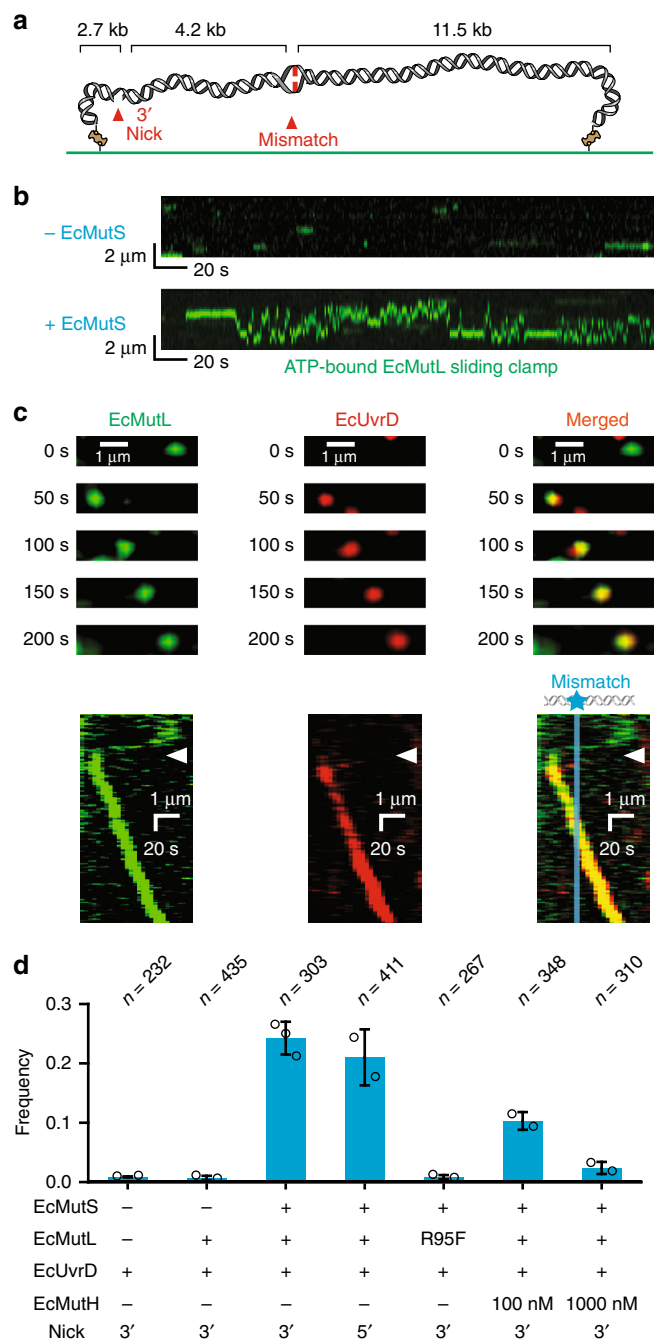 a
2.7 kb 4.2 kb 11.5 kb
3′
Nick
Mismatch
b
– EcMutS
2 μm
20 s
+ EcMutS
2 μm
20 s
ATP-bound EcMutL sliding clamp
c
EcMutL EcUvrD Merged
0 s 1 μm 0 s 1 μm 0 s 1 μm
50 s 50 s 50 s
100 s 100 s 100 s
150 s 150 s 150 s
200 s 200 s 200 s
Mismatch
1 μm 1 μm 1 μm
20 s 20 s 20 s
d
n = 232 n = 435 n = 303 n = 411 n = 267 n = 348 n = 310
Frequency
0.3
0.2
0.1
0.0
EcMutS – – + + + + +
EcMutL – + + + R95F + +
EcUvrD + + + + + + +
EcMutH – – – – – 100 nM 1000 nM
Nick 3′ 3′ 3′ 5′ 3′ 3′ 3′